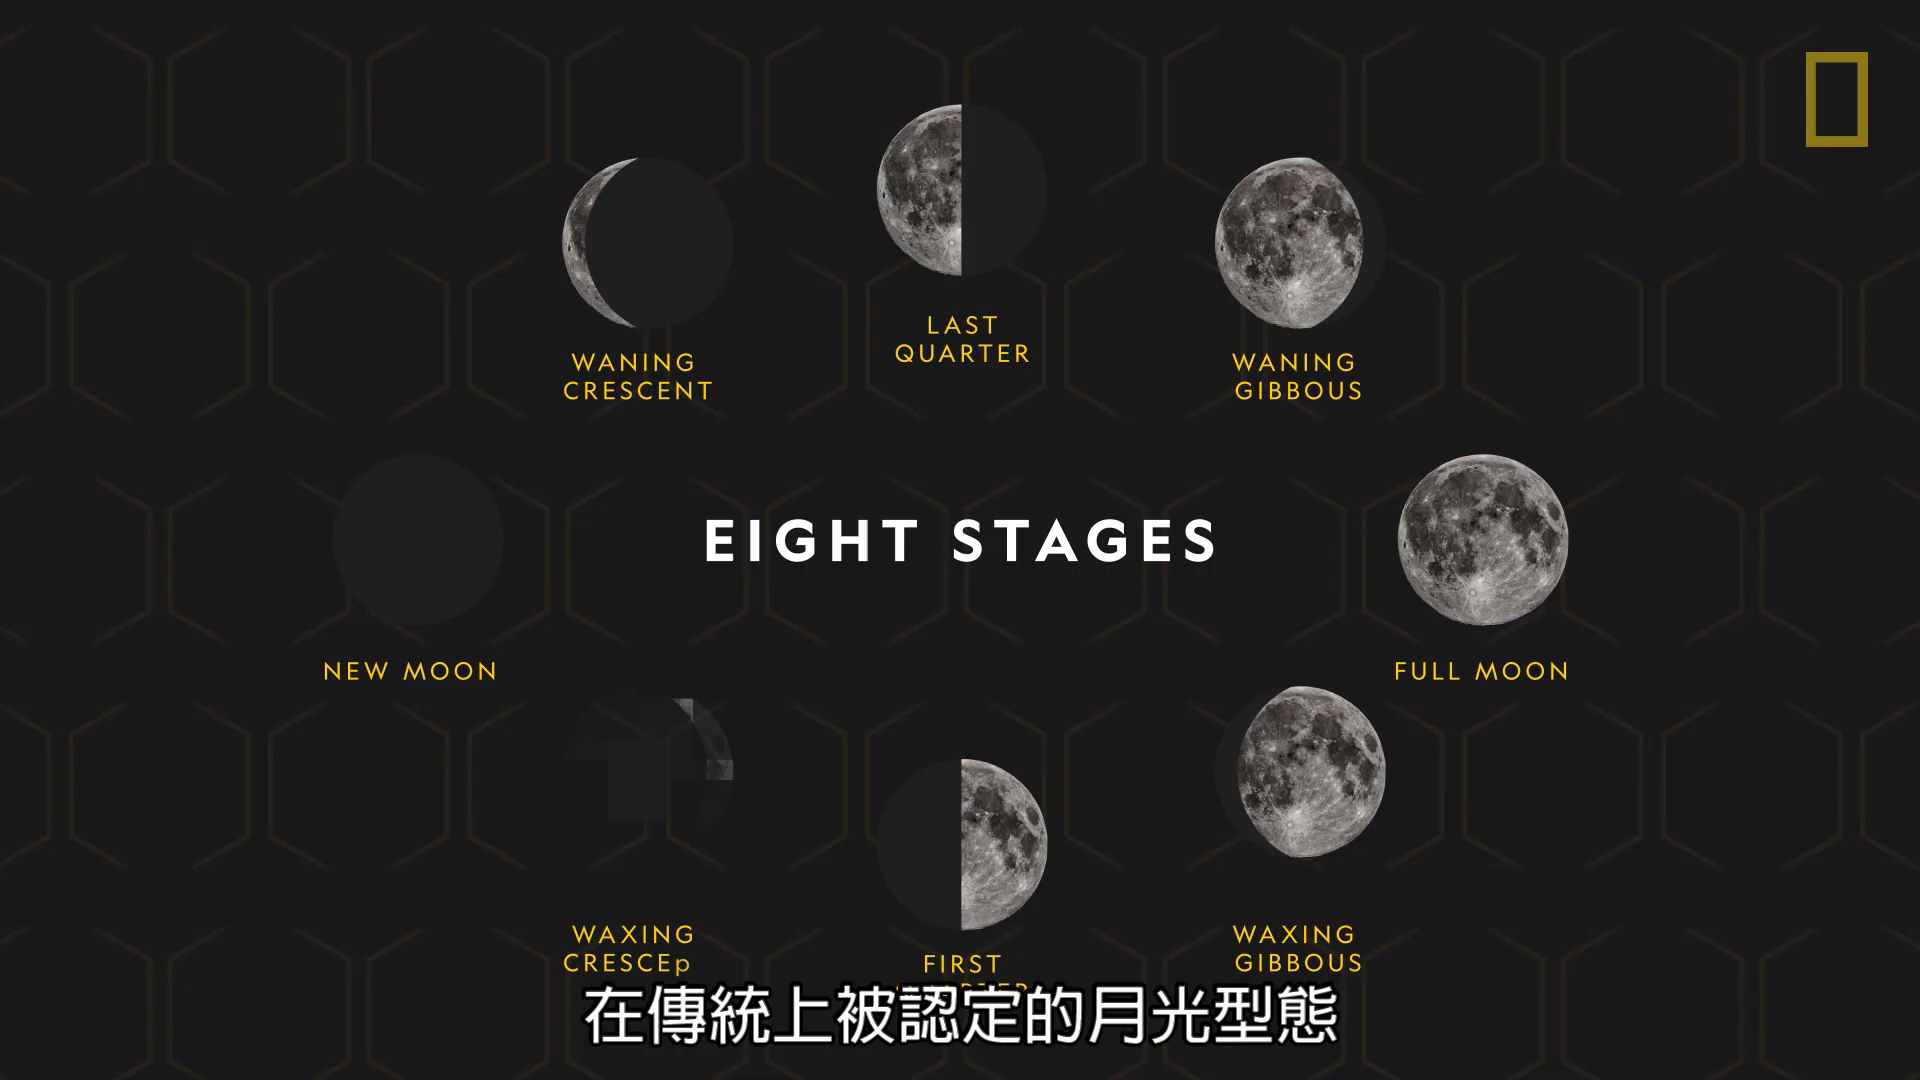 LAST
QUARTER
WANING
CRESCENT
WANING
GIBBOUS
EIGHT STAGES
NEW MOON
FULL MOON
WAXING
CRESCEp
FIRST
WAXING
GIBBOUS
在傳統上被認定的月光型態